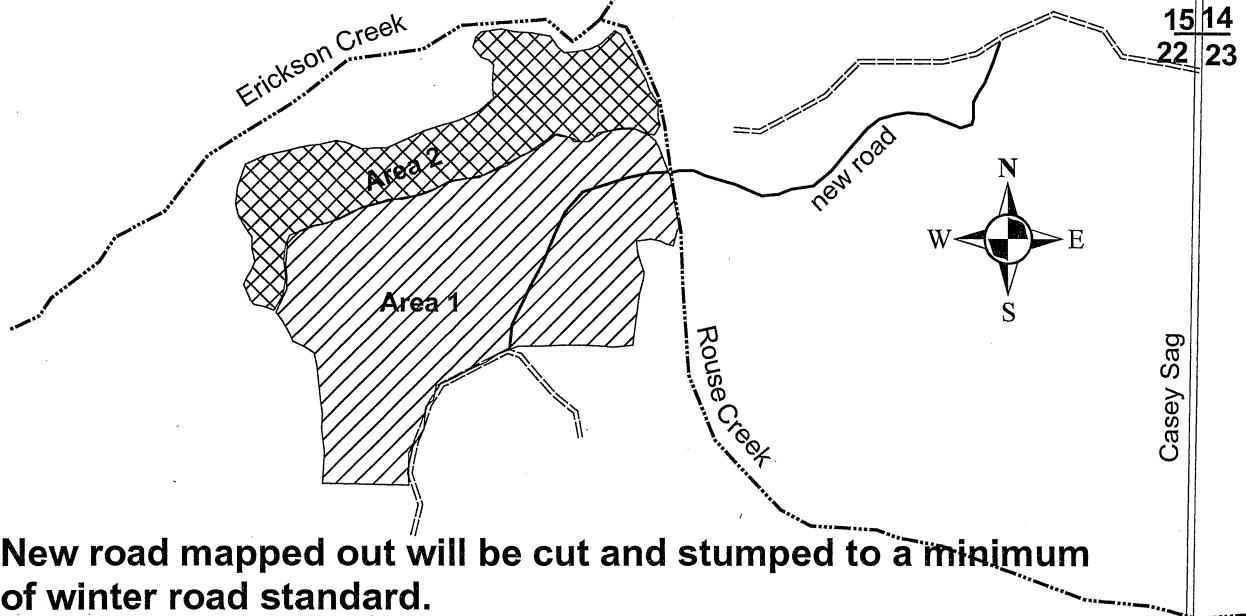 15 14
22 23
Erickson Creek
Area 2
new road
N
W E
S
Area 1
Rouse Creek
Casey Sag
New road mapped out will be cut and stumped to a minimum
of winter road standard.